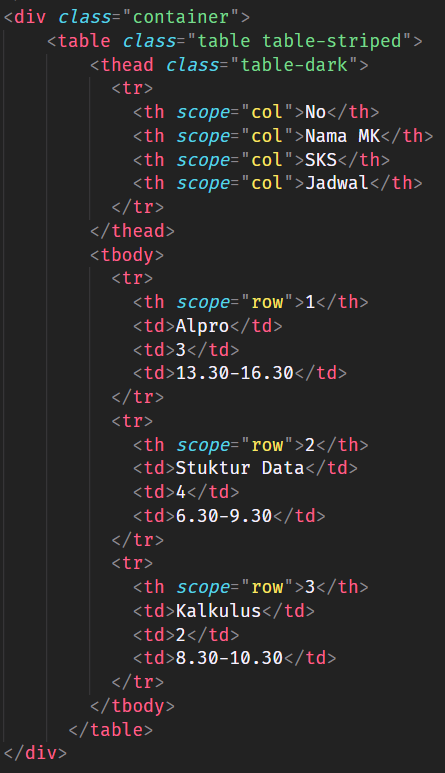 <div class="container">
    <table class="table table-striped">
        <thead class="table-dark">
          <tr>
            <th scope="col">No</th>
            <th scope="col">Nama MK</th>
            <th scope="col">SKS</th>
            <th scope="col">Jadwal</th>
          </tr>
        </thead>
        <tbody>
          <tr>
            <th scope="row">1</th>
            <td>Alpro</td>
            <td>3</td>
            <td>13.30-16.30</td>
          </tr>
          <tr>
            <th scope="row">2</th>
            <td>Stuktur Data</td>
            <td>4</td>
            <td>6.30-9.30</td>
          </tr>
          <tr>
            <th scope="row">3</th>
            <td>Kalkulus</td>
            <td>2</td>
            <td>8.30-10.30</td>
          </tr>
        </tbody>
      </table>
</div>